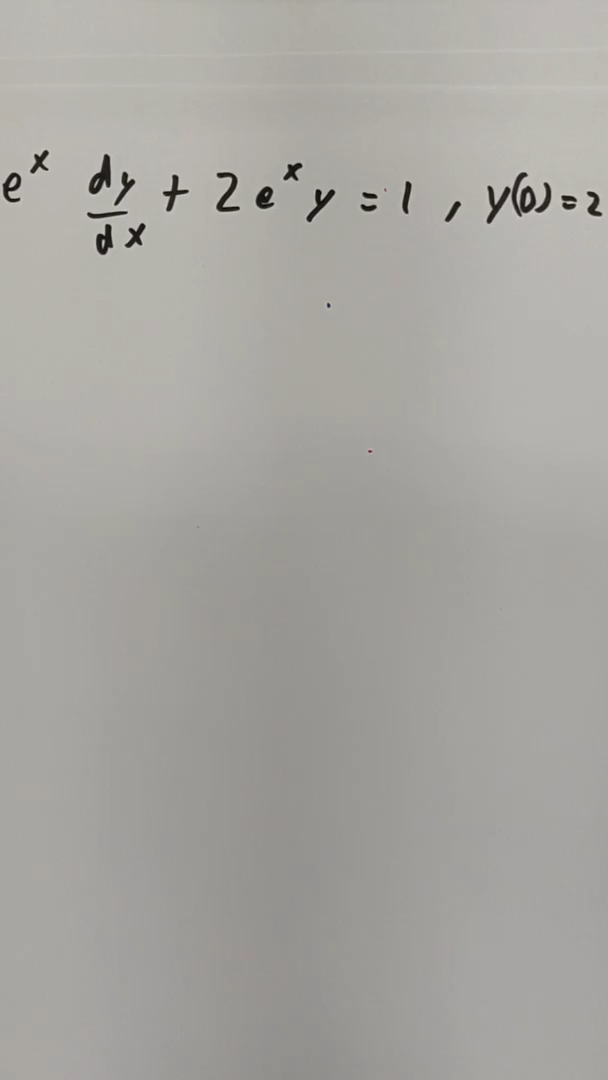 e^x dy/dx + 2e^x y = 1 , y(0) = 2